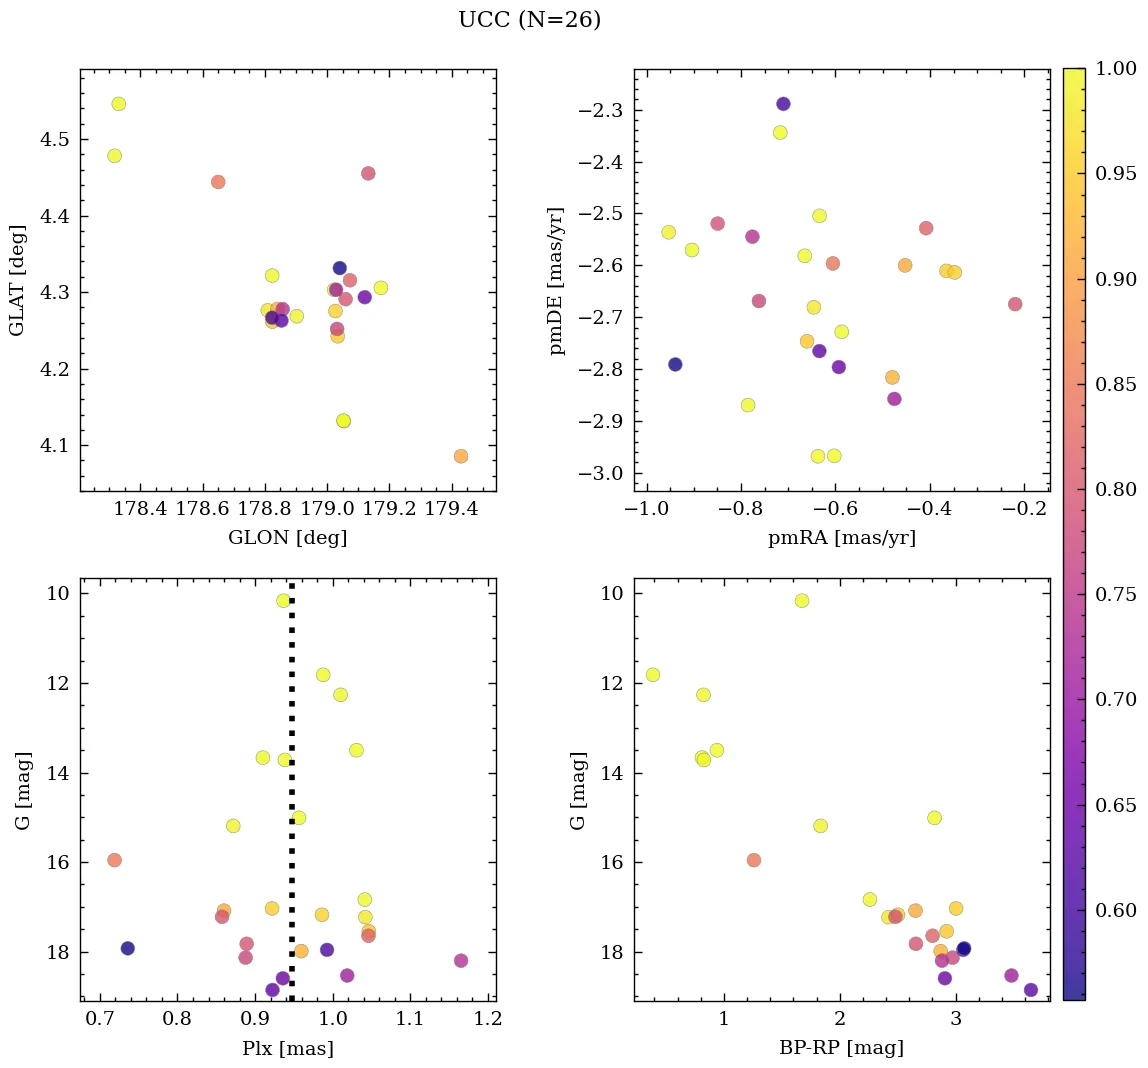 UCC (N=26)
4.5
4.4
4.3
4.2
4.1
GLAT [deg]
178.4 178.6 178.8 179.0 179.2 179.4
GLON [deg]
−2.3
−2.4
−2.5
−2.6
−2.7
−2.8
−2.9
−3.0
pmDE [mas/yr]
−1.0 −0.8 −0.6 −0.4 −0.2
pmRA [mas/yr]
10
12
14
16
18
G [mag]
0.7 0.8 0.9 1.0 1.1 1.2
Plx [mas]
10
12
14
16
18
G [mag]
1 2 3
BP-RP [mag]
1.00
0.95
0.90
0.85
0.80
0.75
0.70
0.65
0.60